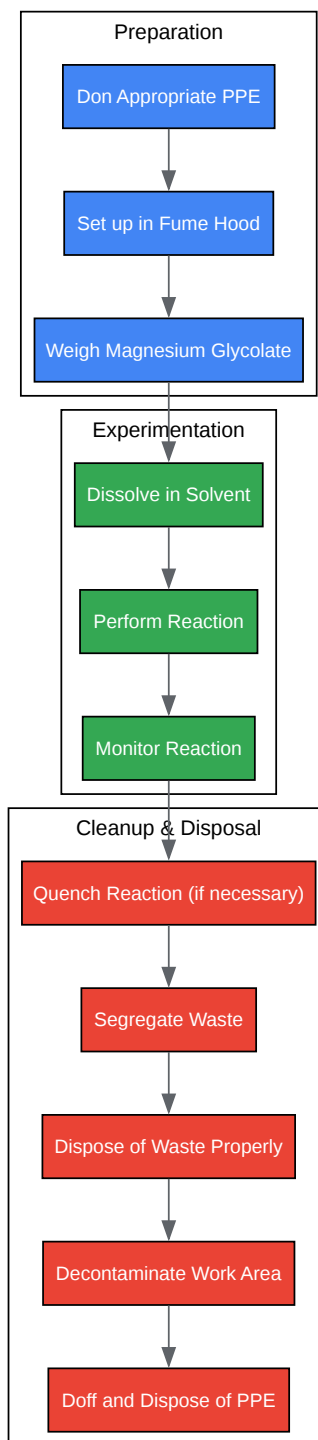 Preparation
Don Appropriate PPE
Set up in Fume Hood
Weigh Magnesium Glycolate
Experimentation
Dissolve in Solvent
Perform Reaction
Monitor Reaction
Cleanup & Disposal
Quench Reaction (if necessary)
Segregate Waste
Dispose of Waste Properly
Decontaminate Work Area
Doff and Dispose of PPE